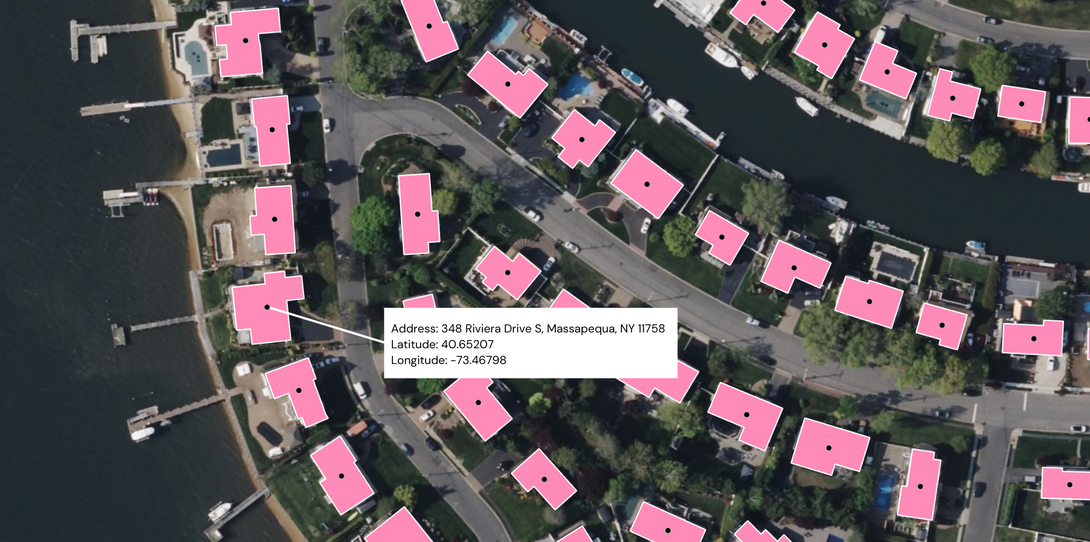 Address: 348 Riviera Drive S, Massapequa, NY 11758
Latitude: 40.65207
Longitude: -73.46798